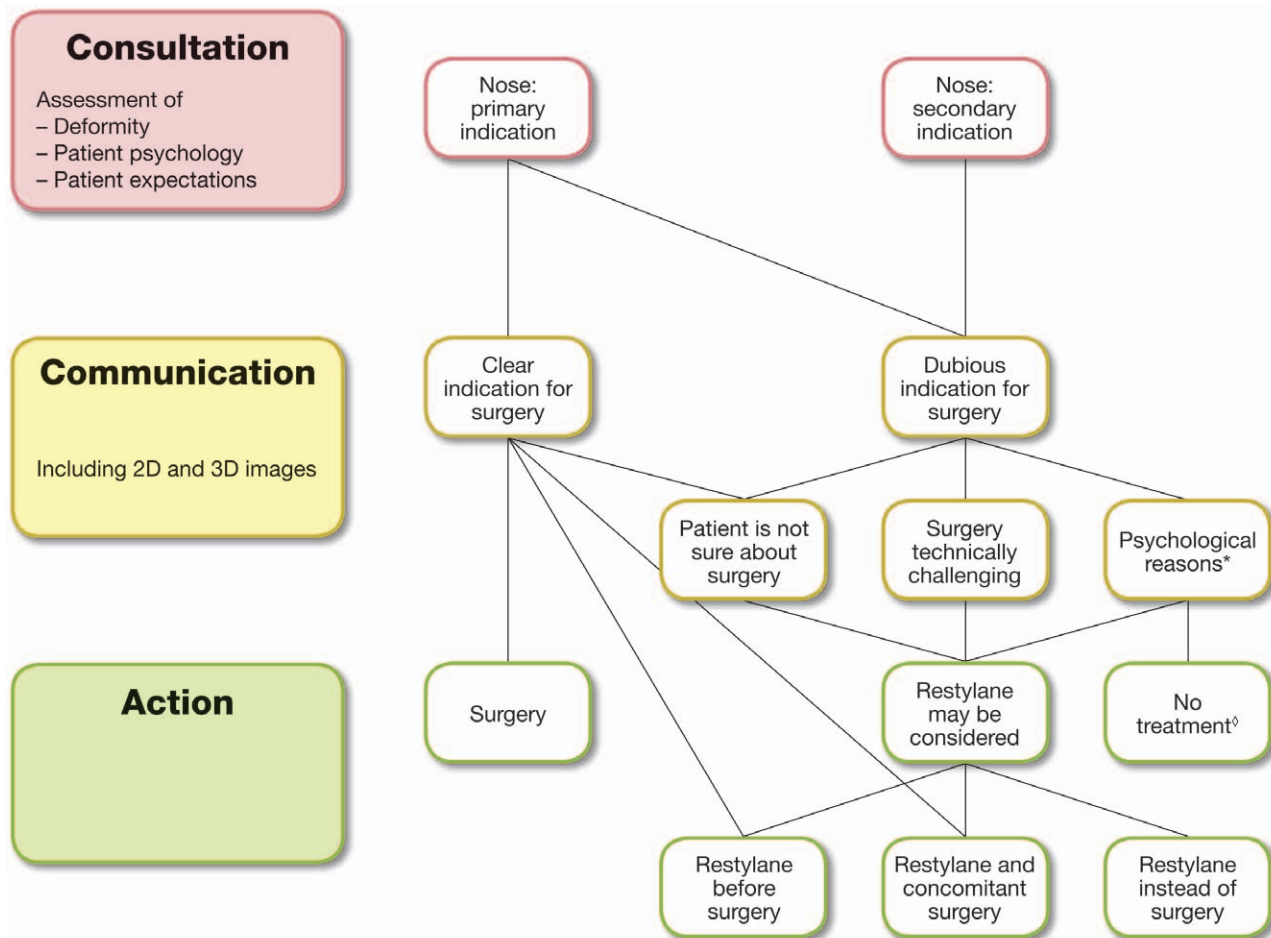 Consultation
Assessment of
– Deformity
– Patient psychology
– Patient expectations
Nose:
primary
indication
Nose:
secondary
indication
Communication
Including 2D and 3D images
Clear
indication for
surgery
Dubious
indication for
surgery
Patient is not
sure about
surgery
Surgery
technically
challenging
Psychological
reasons*
Action
Surgery
Restylane
may be
considered
No
treatment◊
Restylane
before
surgery
Restylane and
concomitant
surgery
Restylane
instead of
surgery